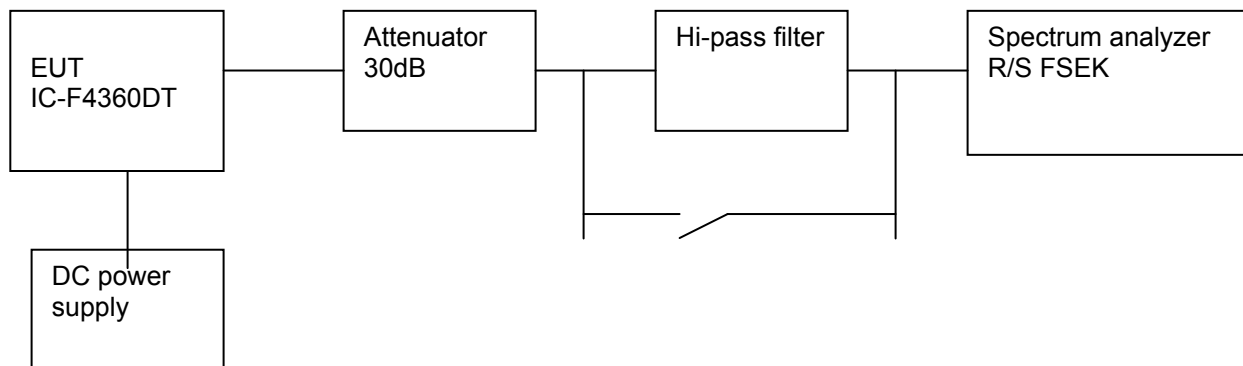 EUT
IC-F4360DT
Attenuator
30dB
Hi-pass filter
Spectrum analyzer
R/S FSEK
DC power
supply